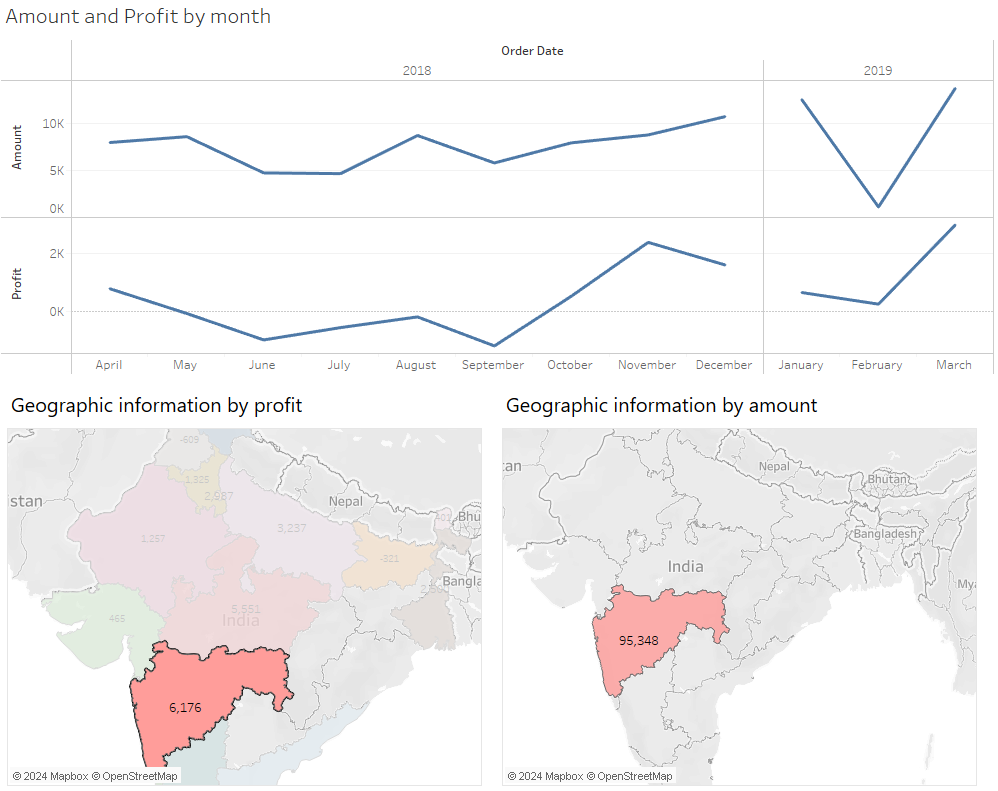 Amount and Profit by month
Order Date
2018
2019
Amount
10K
5K
0K
Profit
2K
0K
April May June July August September October November December January February March
Geographic information by profit
Geographic information by amount
-609
1,325
2,987
stan
Nepal
3,237
Bhu
1,257
-321
Bangla
465
5,551
India
6,176
© 2024 Mapbox © OpenStreetMap
tan
Nepal
Bhutan
Bangladesh
India
Mya
95,348
© 2024 Mapbox © OpenStreetMap